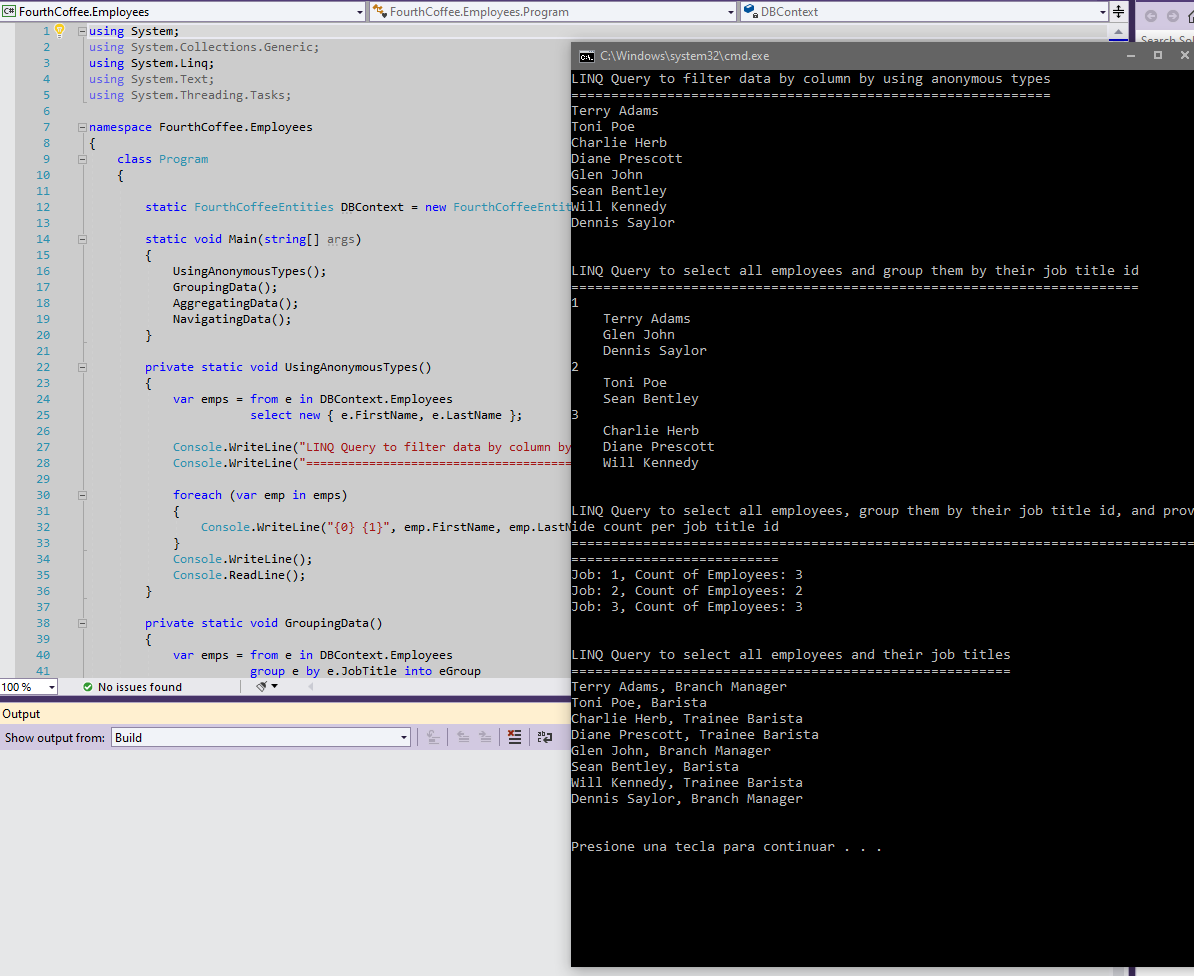 FourthCoffee.Employees
FourthCoffee.Employees.Program
DBContext
1 using System;
2 using System.Collections.Generic;
3 using System.Linq;
4 using System.Text;
5 using System.Threading.Tasks;
6
7 namespace FourthCoffee.Employees
8 {
9 class Program
10 {
11
12 static FourthCoffeeEntities DBContext = new FourthCoffeeEntit
13
14 static void Main(string[] args)
15 {
16 UsingAnonymousTypes();
17 GroupingData();
18 AggregatingData();
19 NavigatingData();
20 }
21
22 private static void UsingAnonymousTypes()
23 {
24 var emps = from e in DBContext.Employees
25 select new { e.FirstName, e.LastName };
26
27 Console.WriteLine("LINQ Query to filter data by column by
28 Console.WriteLine("======================================
29
30 foreach (var emp in emps)
31 {
32 Console.WriteLine("{0} {1}", emp.FirstName, emp.LastN
33 }
34 Console.WriteLine();
35 Console.ReadLine();
36 }
37
38 private static void GroupingData()
39 {
40 var emps = from e in DBContext.Employees
41 group e by e.JobTitle into eGroup
100 %
No issues found
Output
Show output from: Build
C:\Windows\system32\cmd.exe
LINQ Query to filter data by column by using anonymous types
============================================================
Terry Adams
Toni Poe
Charlie Herb
Diane Prescott
Glen John
Sean Bentley
Will Kennedy
Dennis Saylor
LINQ Query to select all employees and group them by their job title id
=======================================================================
1
Terry Adams
Glen John
Dennis Saylor
2
Toni Poe
Sean Bentley
3
Charlie Herb
Diane Prescott
Will Kennedy
LINQ Query to select all employees, group them by their job title id, and prov
ide count per job title id
==============================================================================
==========================
Job: 1, Count of Employees: 3
Job: 2, Count of Employees: 2
Job: 3, Count of Employees: 3
LINQ Query to select all employees and their job titles
=======================================================
Terry Adams, Branch Manager
Toni Poe, Barista
Charlie Herb, Trainee Barista
Diane Prescott, Trainee Barista
Glen John, Branch Manager
Sean Bentley, Barista
Will Kennedy, Trainee Barista
Dennis Saylor, Branch Manager
Presione una tecla para continuar . . .